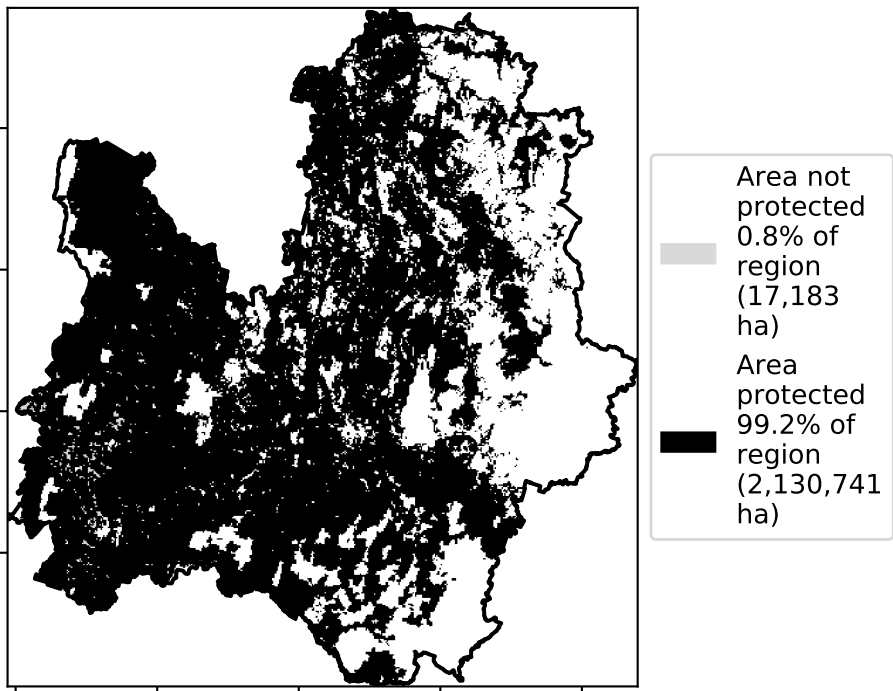 Area not
protected
0.8% of
region
(17,183
ha)
Area
protected
99.2% of
region
(2,130,741
ha)